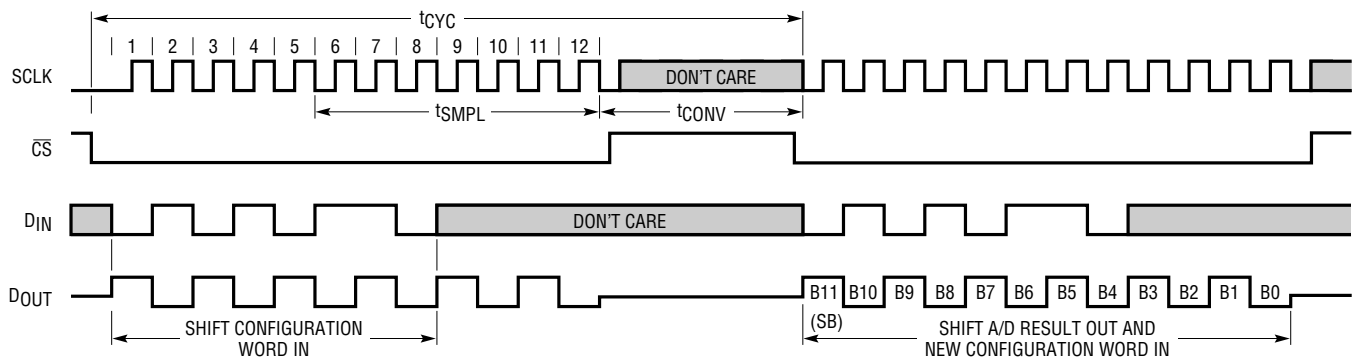 tCYC
1 2 3 4 5 6 7 8 9 10 11 12
SCLK
DON'T CARE
tSMPL
tCONV
CS
DIN
DON'T CARE
DOUT
B11 B10 B9 B8 B7 B6 B5 B4 B3 B2 B1 B0
(SB)
SHIFT CONFIGURATION
WORD IN
SHIFT A/D RESULT OUT AND
NEW CONFIGURATION WORD IN